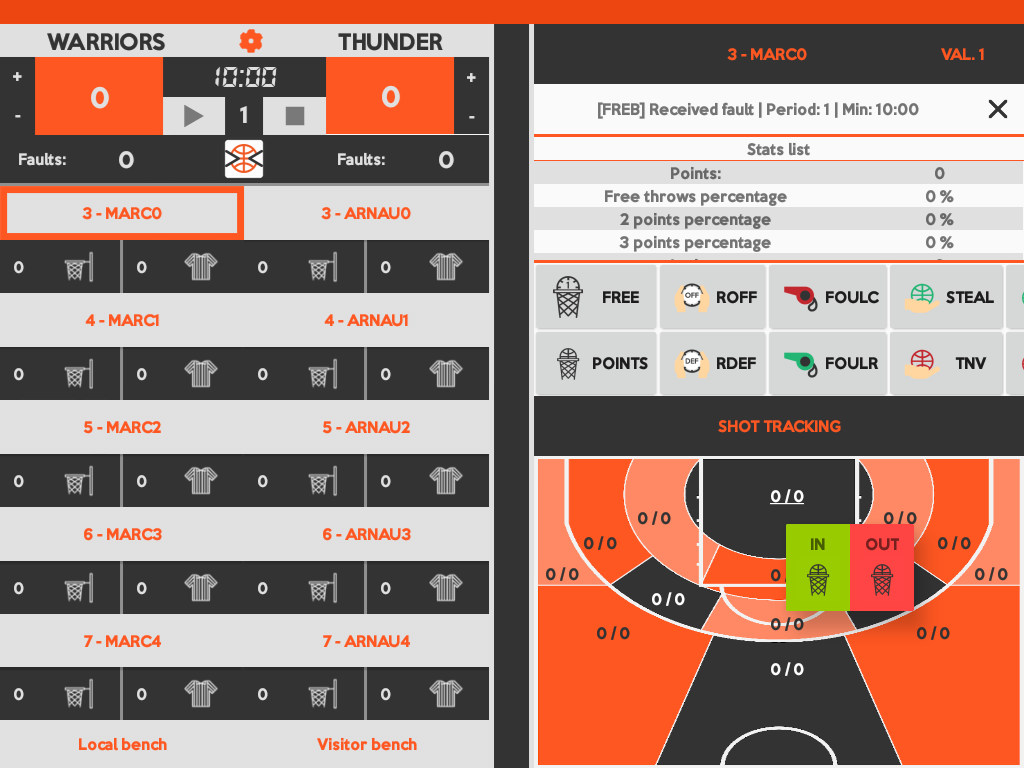 WARRIORS THUNDER
+ 0 10:00 0 +
- 1 -
Faults: 0 Faults: 0
3 - MARC0 3 - ARNAU0
0 0 0 0
4 - MARC1 4 - ARNAU1
0 0 0 0
5 - MARC2 5 - ARNAU2
0 0 0 0
6 - MARC3 6 - ARNAU3
0 0 0 0
7 - MARC4 7 - ARNAU4
0 0 0 0
Local bench Visitor bench
3 - MARC0 VAL. 1
[FREB] Received fault | Period: 1 | Min: 10:00
Stats list
Points: 0
Free throws percentage 0 %
2 points percentage 0 %
3 points percentage 0 %
1 FREE OFF ROFF FOULC STEAL
POINTS DEF RDEF FOULR TNV
SHOT TRACKING
0 / 0
0 / 0 0 / 0
0 / 0 IN OUT 0 / 0
0 / 0 0 0 / 0
0 / 0
0 / 0
0 / 0 0 / 0
0 / 0